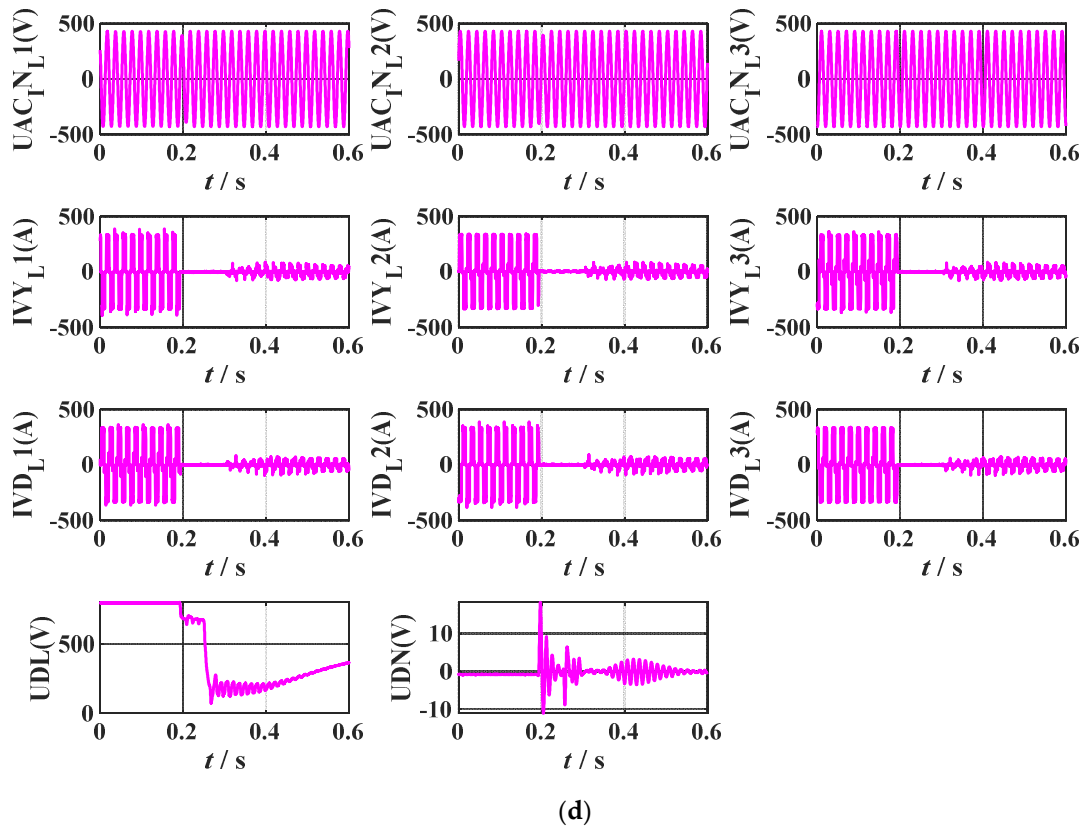 UAC_IN_L1(V)
500
0
-500
0 0.2 0.4 0.6
t / s
UAC_IN_L2(V)
500
0
-500
0 0.2 0.4 0.6
t / s
UAC_IN_L3(V)
500
0
-500
0 0.2 0.4 0.6
t / s
IVY_L1(A)
500
0
-500
0 0.2 0.4 0.6
t / s
IVY_L2(A)
500
0
-500
0 0.2 0.4 0.6
t / s
IVY_L3(A)
500
0
-500
0 0.2 0.4 0.6
t / s
IVD_L1(A)
500
0
-500
0 0.2 0.4 0.6
t / s
IVD_L2(A)
500
0
-500
0 0.2 0.4 0.6
t / s
IVD_L3(A)
500
0
-500
0 0.2 0.4 0.6
t / s
UDL(V)
500
0
0 0.2 0.4 0.6
t / s
UDN(V)
10
0
-10
0 0.2 0.4 0.6
t / s
(d)